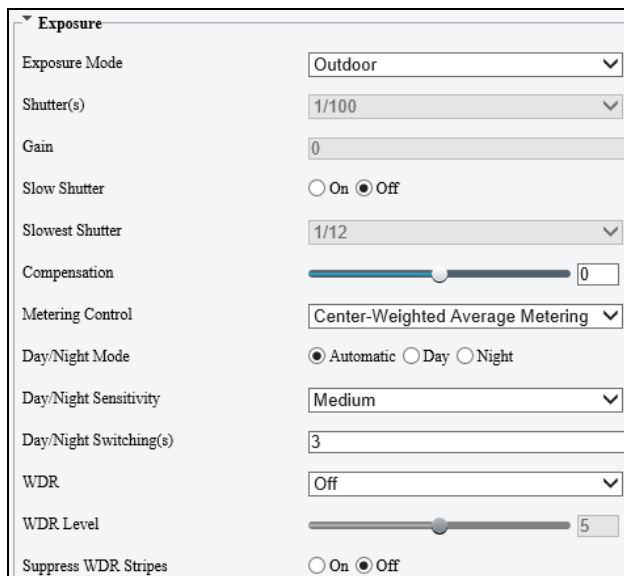 Exposure
Exposure Mode Outdoor
Shutter(s) 1/100
Gain 0
Slow Shutter On Off
Slowest Shutter 1/12
Compensation 0
Metering Control Center-Weighted Average Metering
Day/Night Mode Automatic Day Night
Day/Night Sensitivity Medium
Day/Night Switching(s) 3
WDR Off
WDR Level 5
Suppress WDR Stripes On Off